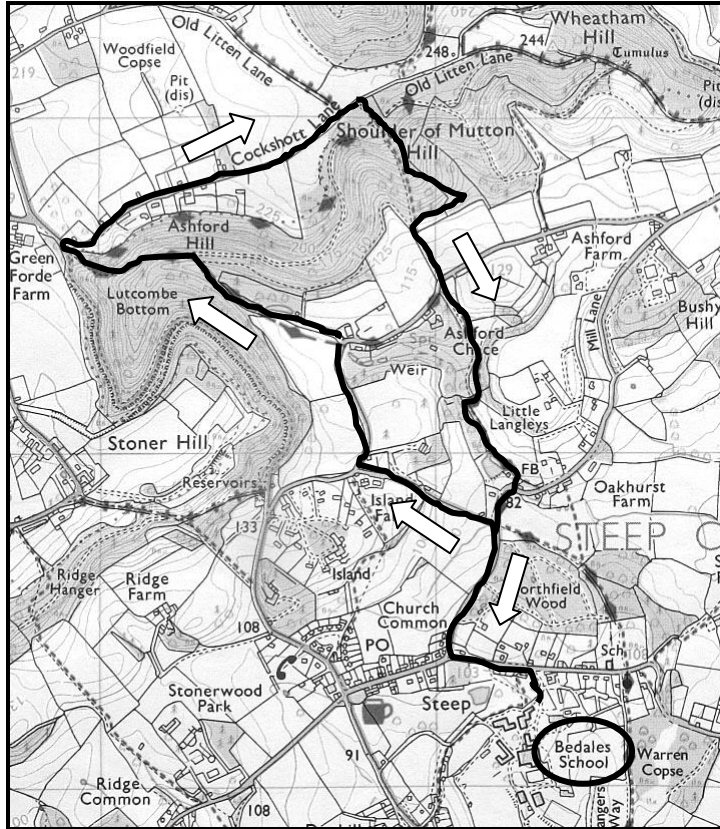 Wheatham
Hill
Tumulus
Old Litten Lane
Woodfield
Copse
Pit
(dis)
219
248
244
Old Litten Lane
Pit
(dis)
Cockshott Lane
Shoulder of Mutton
Hill
225
Ashford
Hill
200
125
115
Green
Forde
Farm
Lutcombe
Bottom
129
Ashford
Farm
Ashford
Chace
Mill Lane
Bushy
Hill
Weir
Little
Langleys
Stoner Hill
Reservoirs
FB
82
Oakhurst
Farm
Island
133
STEEP
Ridge
Hanger
Ridge
Farm
Island
Northfield
Wood
Church
Common
108
PO
Sch
103
Stonerwood
Park
Steep
Bedales
School
Warren
Copse
91
Ridge
Common
108
Way